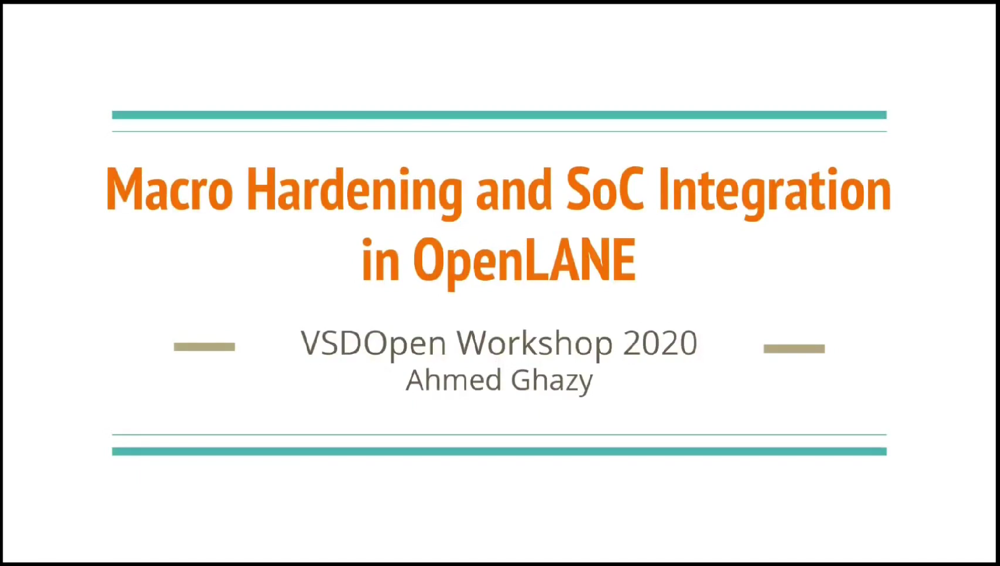 Macro Hardening and SoC Integration
in OpenLANE
VSDOpen Workshop 2020
Ahmed Ghazy